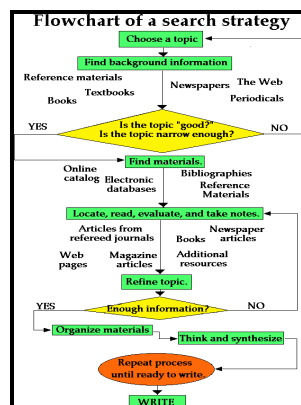 Flowchart of a search strategy
Choose a topic
Find background information
Reference materials
Newspapers
The Web
Textbooks
Periodicals
Books
Is the topic "good?"
Is the topic narrow enough?
YES
NO
Find materials.
Online
catalog
Electronic
databases
Bibliographies
Reference
Materials
Locate, read, evaluate, and take notes.
Articles from
refereed journals
Books
Newspaper
articles
Web
pages
Magazine
articles
Additional
resources
Refine topic.
YES
Enough information?
NO
Organize materials
Think and synthesize
Repeat process
until ready to write.
WRITE